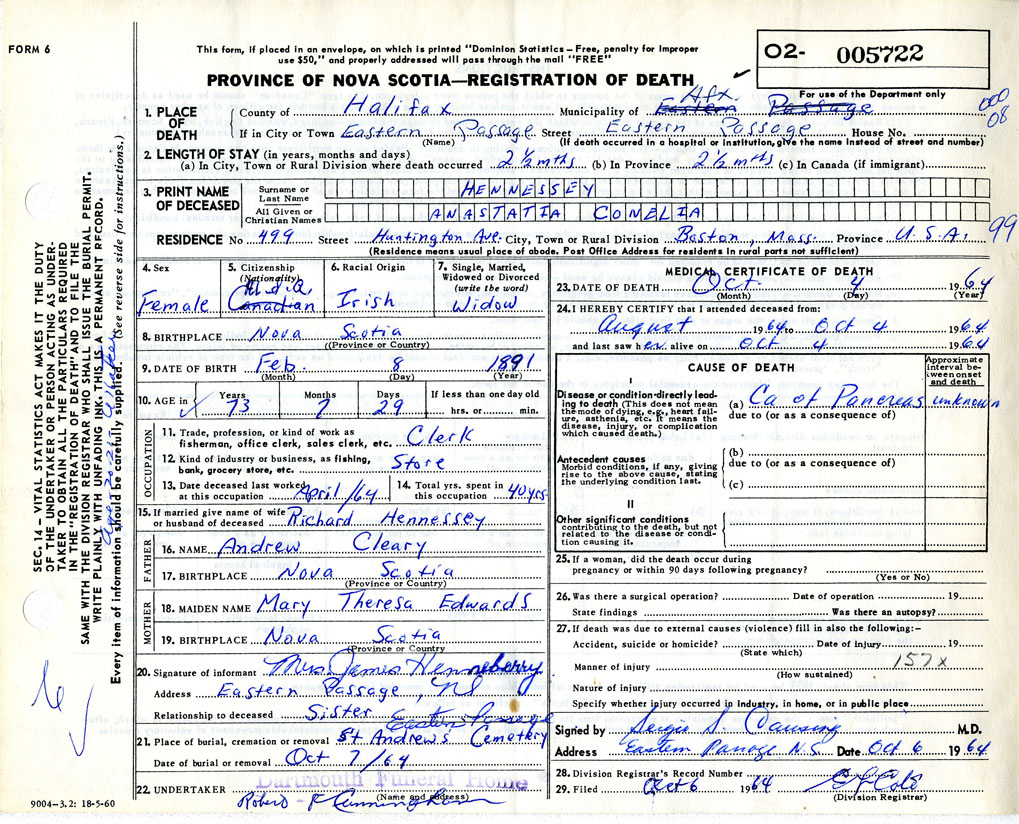 FORM 6
This form, if placed in an envelope, on which is printed "Dominion Statistics – Free, penalty for improper
use $50," and properly addressed will pass through the mail "FREE"
PROVINCE OF NOVA SCOTIA—REGISTRATION OF DEATH
02- 005722
For use of the Department only
000
08
1. PLACE OF DEATH County of Halifax Municipality of Hfx. Eastern Passage
If in City or Town Eastern Passage Street Eastern Passage House No.
(Name) (If death occurred in a hospital or institution, give the name instead of street and number)
2. LENGTH OF STAY (in years, months and days)
(a) In City, Town or Rural Division where death occurred 2 ½ mths (b) In Province 2 ½ mths (c) In Canada (if immigrant)
3. PRINT NAME OF DECEASED Surname or Last Name HENNESSEY
All Given or Christian Names ANASTATIA CONELIA
RESIDENCE No 499 Street Huntington Ave. City, Town or Rural Division Boston, Mass. Province U.S.A. 99
(Residence means usual place of abode. Post Office Address for residents in rural parts not sufficient)
4. Sex Female
5. Citizenship (Nationality) Canadian
6. Racial Origin Irish
7. Single, Married, Widowed or Divorced (write the word) Widow
8. BIRTHPLACE Nova Scotia
(Province or Country)
9. DATE OF BIRTH Feb. 8 1891
(Month) (Day) (Year)
10. AGE in Years 73 Months 7 Days 29 If less than one day old hrs. or min.
OCCUPATION
11. Trade, profession, or kind of work as
fisherman, office clerk, sales clerk, etc. Clerk
12. Kind of industry or business, as fishing,
bank, grocery store, etc. Store
13. Date deceased last worked at this occupation April/64 14. Total yrs. spent in this occupation 40 yrs
15. If married give name of wife or husband of deceased Richard Hennessey
FATHER
16. NAME Andrew Cleary
17. BIRTHPLACE Nova Scotia
(Province or Country)
MOTHER
18. MAIDEN NAME Mary Theresa Edwards
19. BIRTHPLACE Nova Scotia
(Province or Country)
20. Signature of informant Mrs James Henneberry
Address Eastern Passage, NS
Relationship to deceased Sister Eastern Passage
21. Place of burial, cremation or removal St Andrew's Cemetery
Date of burial or removal Oct 7/64
Dartmouth Funeral Home
22. UNDERTAKER Robert F Cunningham
(Name and address)
9004—3.2: 18-5-60
MEDICAL CERTIFICATE OF DEATH
23. DATE OF DEATH Oct. 4 1964
(Month) (Day) (Year)
24. I HEREBY CERTIFY that I attended deceased from:
August 1964 to Oct 4 1964
and last saw her alive on Oct 4 1964
CAUSE OF DEATH
Approximate interval between onset and death
Disease or condition directly leading to death (This does not mean
the mode of dying, e.g., heart failure, asthenia, etc. It means the
disease, injury, or complication which caused death.)
(a) Ca of Pancreas unknown
due to (or as a consequence of)
Antecedent causes
Morbid conditions, if any, giving rise to the above cause, stating the underlying condition last.
(b)
due to (or as a consequence of)
(c)
II
Other significant conditions
contributing to the death, but not related to the disease or condition causing it.
25. If a woman, did the death occur during
pregnancy or within 90 days following pregnancy?
(Yes or No)
26. Was there a surgical operation? Date of operation 19
State findings Was there an autopsy?
27. If death was due to external causes (violence) fill in also the following:-
Accident, suicide or homicide? Date of injury 19
(State which)
Manner of injury 157x
(How sustained)
Nature of injury
Specify whether injury occurred in industry, in home, or in public place
Signed by Sergio S. Causing M.D.
Address Eastern Passage N.S Date Oct 6 1964
28. Division Registrar's Record Number
29. Filed Oct 6 1964
(Division Registrar)
SEC. 14 – VITAL STATISTICS ACT MAKES IT THE DUTY
OF THE UNDERTAKER OR PERSON ACTING AS UNDER-
TAKER TO OBTAIN ALL THE PARTICULARS REQUIRED
IN THE "REGISTRATION OF DEATH" AND TO FILE THE
SAME WITH THE DIVISION REGISTRAR WHO SHALL ISSUE THE BURIAL PERMIT.
WRITE PLAINLY WITH UNFADING INK. THIS IS A PERMANENT RECORD.
Every item of information should be carefully supplied. (See reverse side for instructions.)